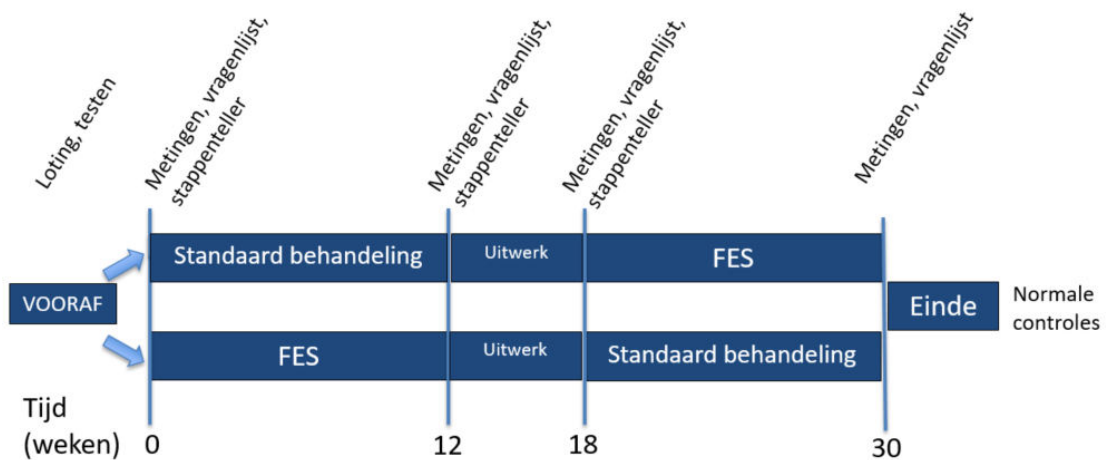 Loting, testen
Metingen, vragenlijst,
stappenteller
Metingen, vragenlijst,
stappenteller
Metingen, vragenlijst,
stappenteller
Metingen, vragenlijst
Standaard behandeling
Uitwerk
FES
VOORAF
Einde
Normale
controles
FES
Uitwerk
Standaard behandeling
Tijd
(weken)
0
12
18
30